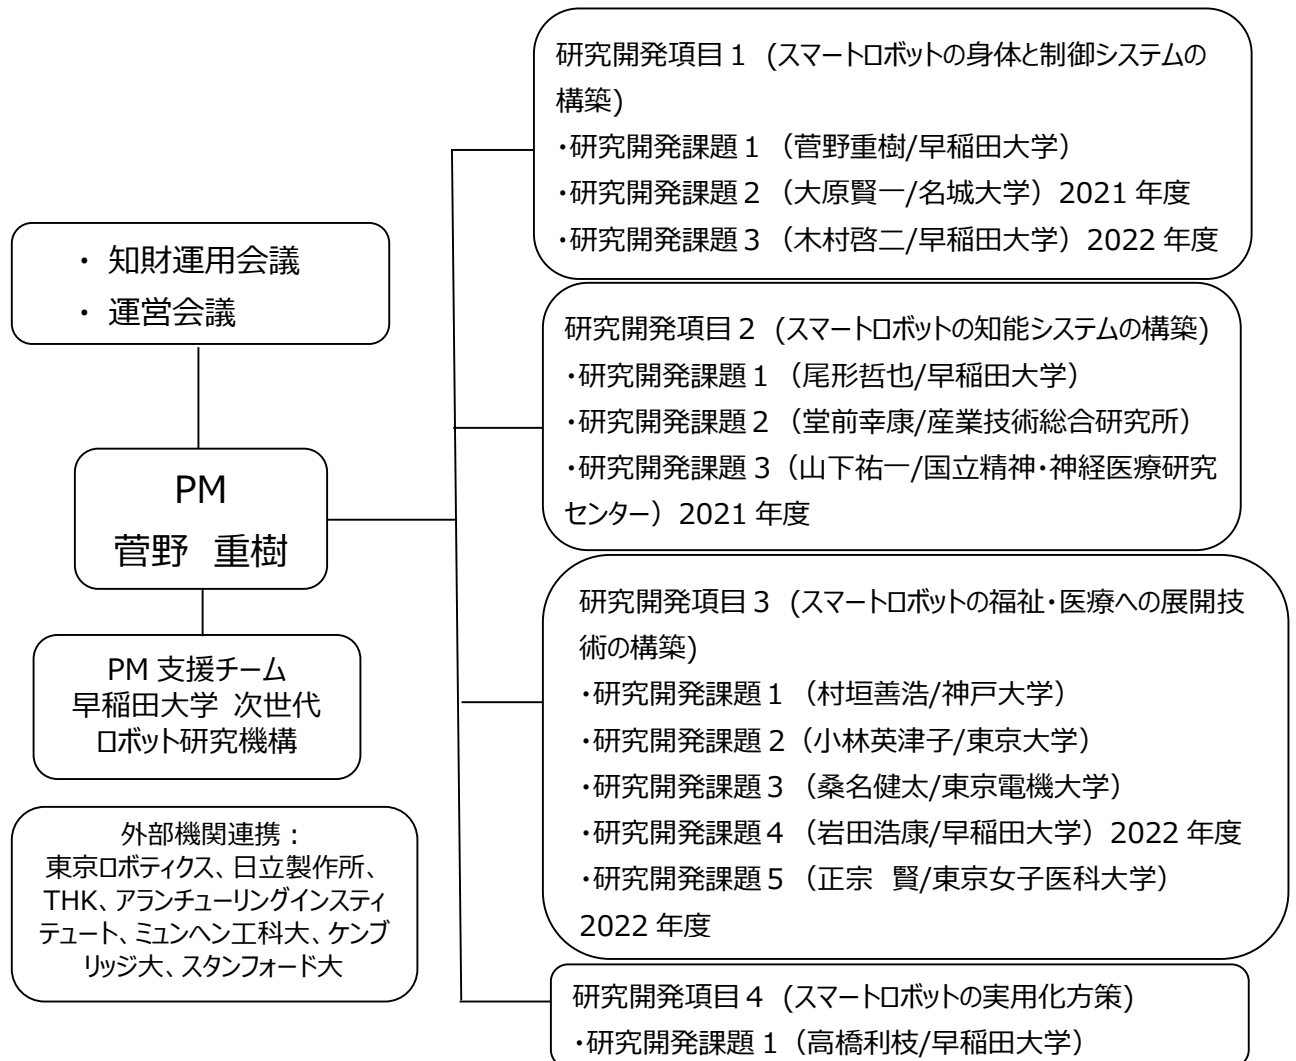 ・ 知財運用会議
・ 運営会議
PM
菅野 重樹
PM 支援チーム
早稲田大学 次世代
ロボット研究機構
外部機関連携：
東京ロボティクス、日立製作所、
THK、アランチューリングインスティ
テュート、ミュンヘン工科大、ケンブ
リッジ大、スタンフォード大
研究開発項目１ (スマートロボットの身体と制御システムの
構築)
・研究開発課題１（菅野重樹/早稲田大学）
・研究開発課題２（大原賢一/名城大学）2021 年度
・研究開発課題３（木村啓二/早稲田大学）2022 年度
研究開発項目２ (スマートロボットの知能システムの構築)
・研究開発課題１（尾形哲也/早稲田大学）
・研究開発課題２（堂前幸康/産業技術総合研究所）
・研究開発課題３（山下祐一/国立精神・神経医療研究
センター）2021 年度
研究開発項目３ (スマートロボットの福祉・医療への展開技
術の構築)
・研究開発課題１（村垣善浩/神戸大学）
・研究開発課題２（小林英津子/東京大学）
・研究開発課題３（桑名健太/東京電機大学）
・研究開発課題４（岩田浩康/早稲田大学）2022 年度
・研究開発課題５（正宗 賢/東京女子医科大学）
2022 年度
研究開発項目４ (スマートロボットの実用化方策)
・研究開発課題１（高橋利枝/早稲田大学）